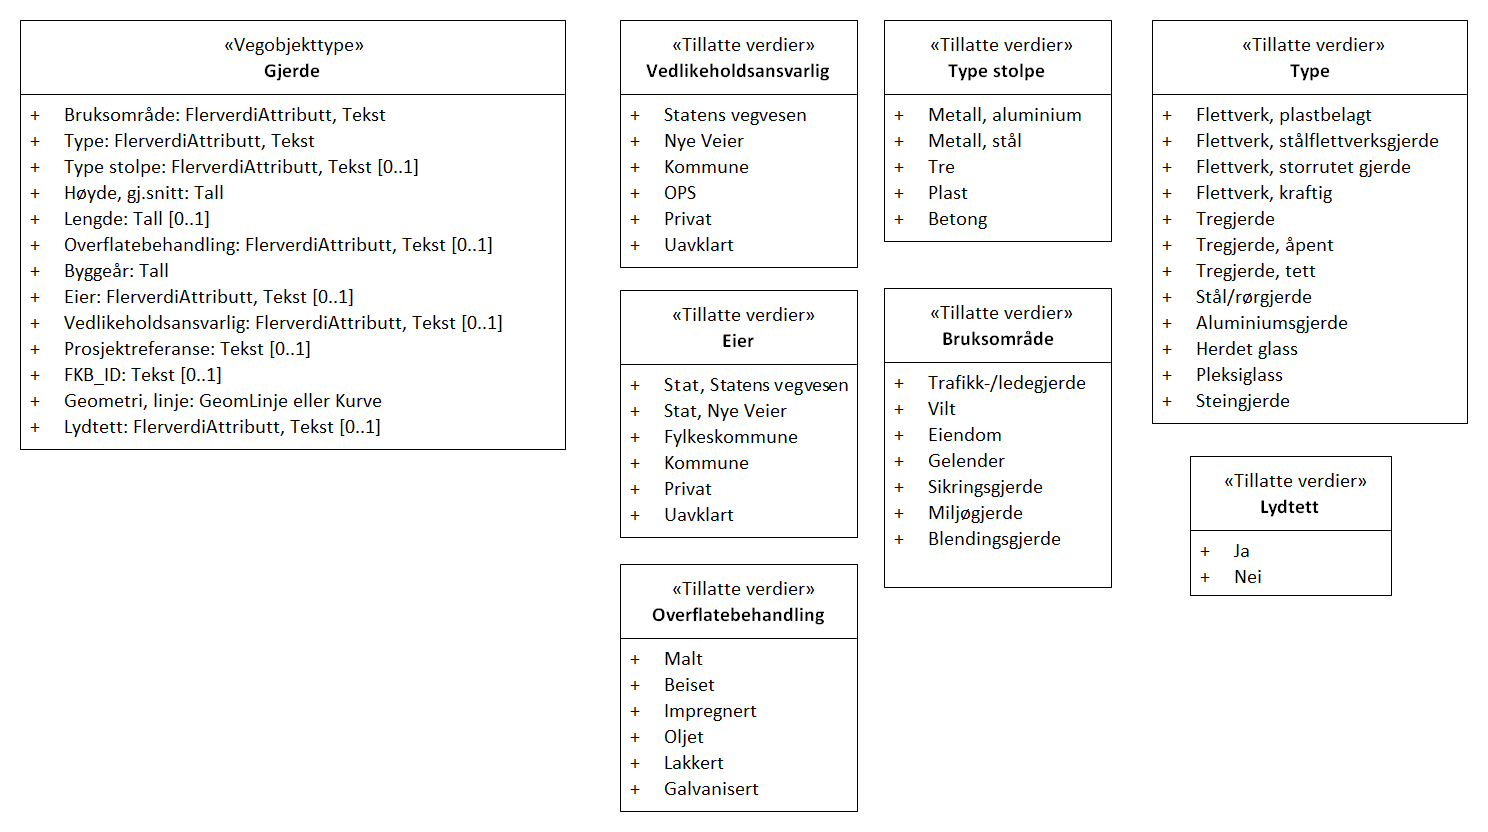 «Vegobjekttype»
Gjerde
+ Bruksområde: FlerverdiAttributt, Tekst
+ Type: FlerverdiAttributt, Tekst
+ Type stolpe: FlerverdiAttributt, Tekst [0..1]
+ Høyde, gj.snitt: Tall
+ Lengde: Tall [0..1]
+ Overflatebehandling: FlerverdiAttributt, Tekst [0..1]
+ Byggeår: Tall
+ Eier: FlerverdiAttributt, Tekst [0..1]
+ Vedlikeholdsansvarlig: FlerverdiAttributt, Tekst [0..1]
+ Prosjektreferanse: Tekst [0..1]
+ FKB_ID: Tekst [0..1]
+ Geometri, linje: GeomLinje eller Kurve
+ Lydtett: FlerverdiAttributt, Tekst [0..1]
«Tillatte verdier»
Vedlikeholdsansvarlig
+ Statens vegvesen
+ Nye Veier
+ Kommune
+ OPS
+ Privat
+ Uavklart
«Tillatte verdier»
Eier
+ Stat, Statens vegvesen
+ Stat, Nye Veier
+ Fylkeskommune
+ Kommune
+ Privat
+ Uavklart
«Tillatte verdier»
Overflatebehandling
+ Malt
+ Beiset
+ Impregnert
+ Oljet
+ Lakkert
+ Galvanisert
«Tillatte verdier»
Type stolpe
+ Metall, aluminium
+ Metall, stål
+ Tre
+ Plast
+ Betong
«Tillatte verdier»
Bruksområde
+ Trafikk-/ledegjerde
+ Vilt
+ Eiendom
+ Gelender
+ Sikringsgjerde
+ Miljøgjerde
+ Blendingsgjerde
«Tillatte verdier»
Type
+ Flettverk, plastbelagt
+ Flettverk, stålflettverksgjerde
+ Flettverk, storrutet gjerde
+ Flettverk, kraftig
+ Tregjerde
+ Tregjerde, åpent
+ Tregjerde, tett
+ Stål/rørgjerde
+ Aluminiumsgjerde
+ Herdet glass
+ Pleksiglass
+ Steingjerde
«Tillatte verdier»
Lydtett
+ Ja
+ Nei